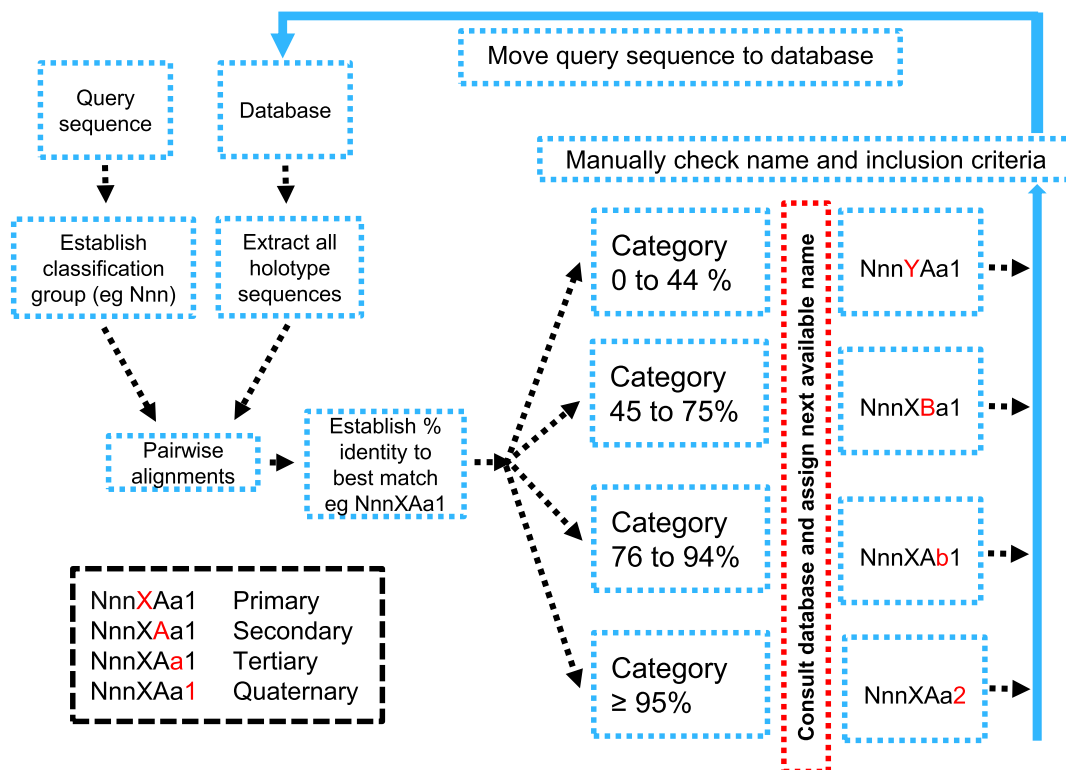 Move query sequence to database
Query
sequence
Database
Manually check name and inclusion criteria
Establish
classification
group (eg Nnn)
Extract all
holotype
sequences
Pairwise
alignments
Establish %
identity to
best match
eg NnnXAa1
Category
0 to 44 %
Category
45 to 75%
Category
76 to 94%
Category
≥ 95%
Consult database and assign next available name
NnnYAa1
NnnXBa1
NnnXAb1
NnnXAa2
NnnXAa1 Primary
NnnXAa1 Secondary
NnnXAa1 Tertiary
NnnXAa1 Quaternary